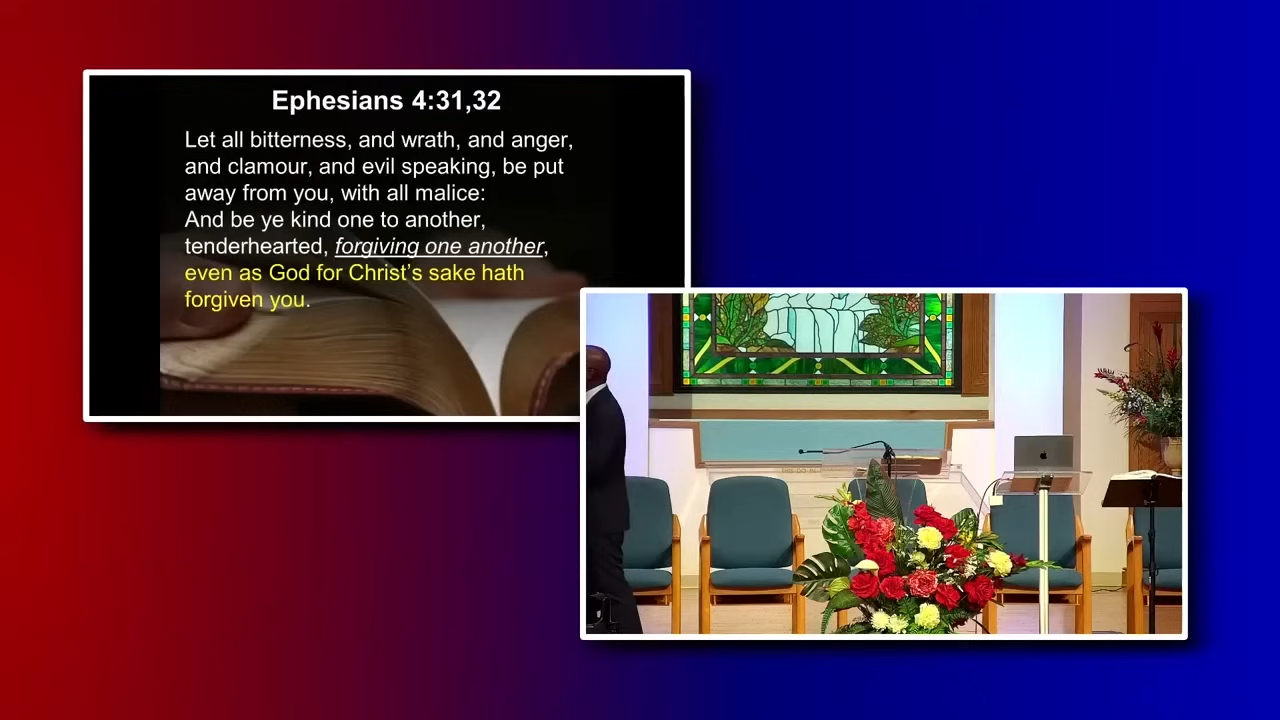 Ephesians 4:31,32
Let all bitterness, and wrath, and anger,
and clamour, and evil speaking, be put
away from you, with all malice:
And be ye kind one to another,
tenderhearted, forgiving one another,
even as God for Christ’s sake hath
forgiven you.